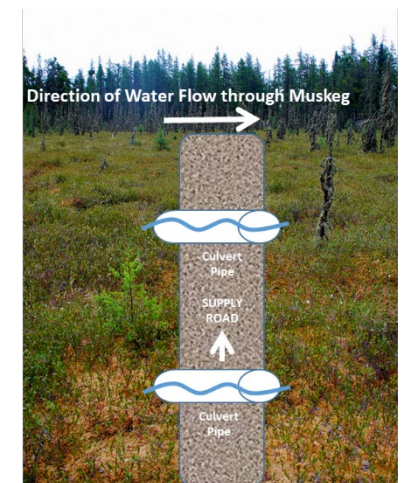 Direction of Water Flow through Muskeg
Culvert
Pipe
SUPPLY
ROAD
Culvert
Pipe